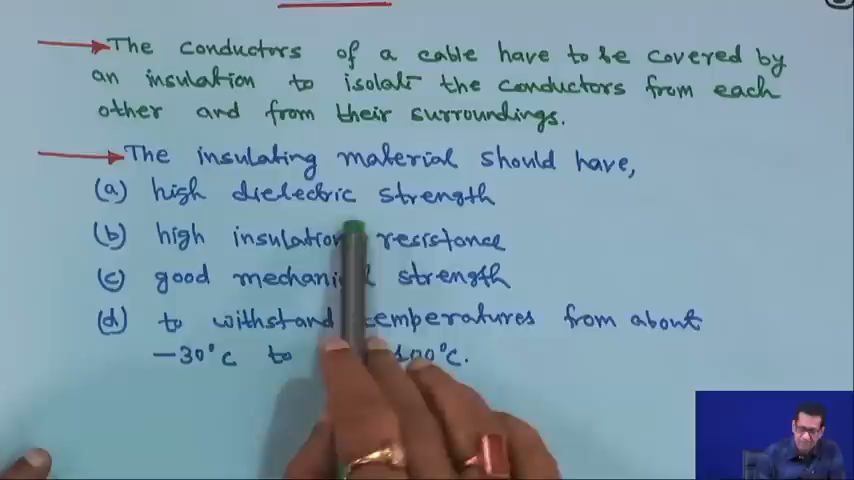 The conductors of a cable have to be covered by
an insulation to isolate the conductors from each
other and from their surroundings.
The insulating material should have,
(a) high dielectric strength
(b) high insulation resistance
(c) good mechanical strength
(d) to withstand temperatures from about
-30°c to 100°c.